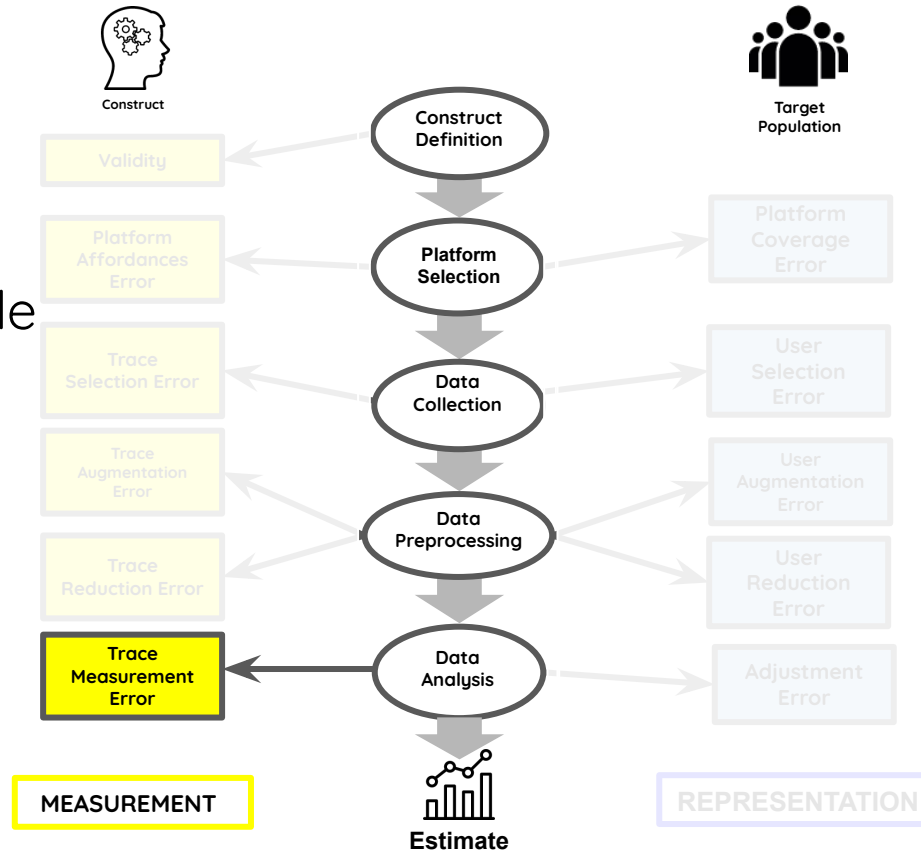 Construct
Target
Population
Construct
Definition
Validity
Platform
Selection
Platform
Affordances
Error
Platform
Coverage
Error
de
Data
Collection
Trace
Selection Error
User
Selection
Error
Trace
Augmentation
Error
User
Augmentation
Error
Data
Preprocessing
Trace
Reduction Error
User
Reduction
Error
Trace
Measurement
Error
Data
Analysis
Adjustment
Error
MEASUREMENT
REPRESENTATION
Estimate